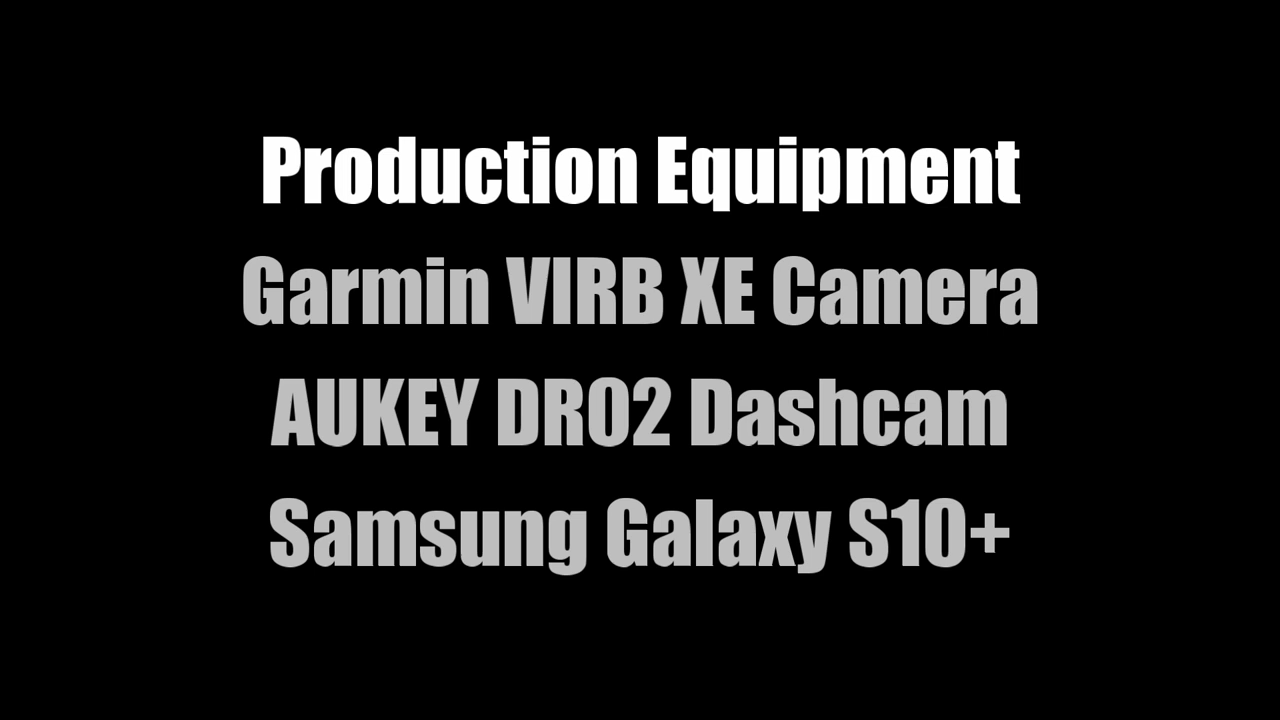 Production Equipment
Garmin VIRB XE Camera
AUKEY DR02 Dashcam
Samsung Galaxy S10+